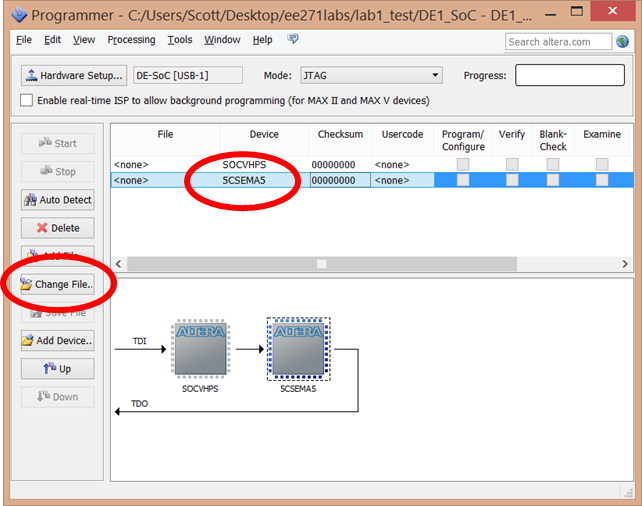 Programmer - C:/Users/Scott/Desktop/ee271labs/lab1_test/DE1_SoC - DE1_...
File Edit View Processing Tools Window Help
Search altera.com
Hardware Setup... DE-SoC [USB-1] Mode: JTAG Progress:
Enable real-time ISP to allow background programming (for MAX II and MAX V devices)
Start
Stop
Auto Detect
Delete
Add File...
Change File..
Save File
Add Device..
Up
Down
File Device Checksum Usercode Program/ Configure Verify Blank- Check Examine
<none> SOCVHPS 00000000 <none>
<none> 5CSEMA5 00000000 <none>
ALTERA ALTERA
TDI
SOCVHPS 5CSEMA5
TDO